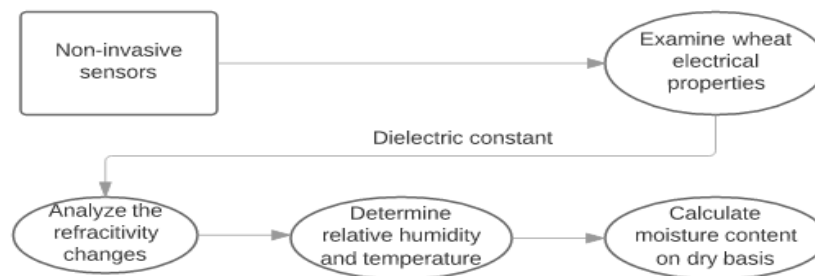 Non-invasive
sensors
Examine wheat
electrical
properties
Dielectric constant
Analyze the
refracitivity
changes
Determine
relative humidity
and temperature
Calculate
moisture content
on dry basis